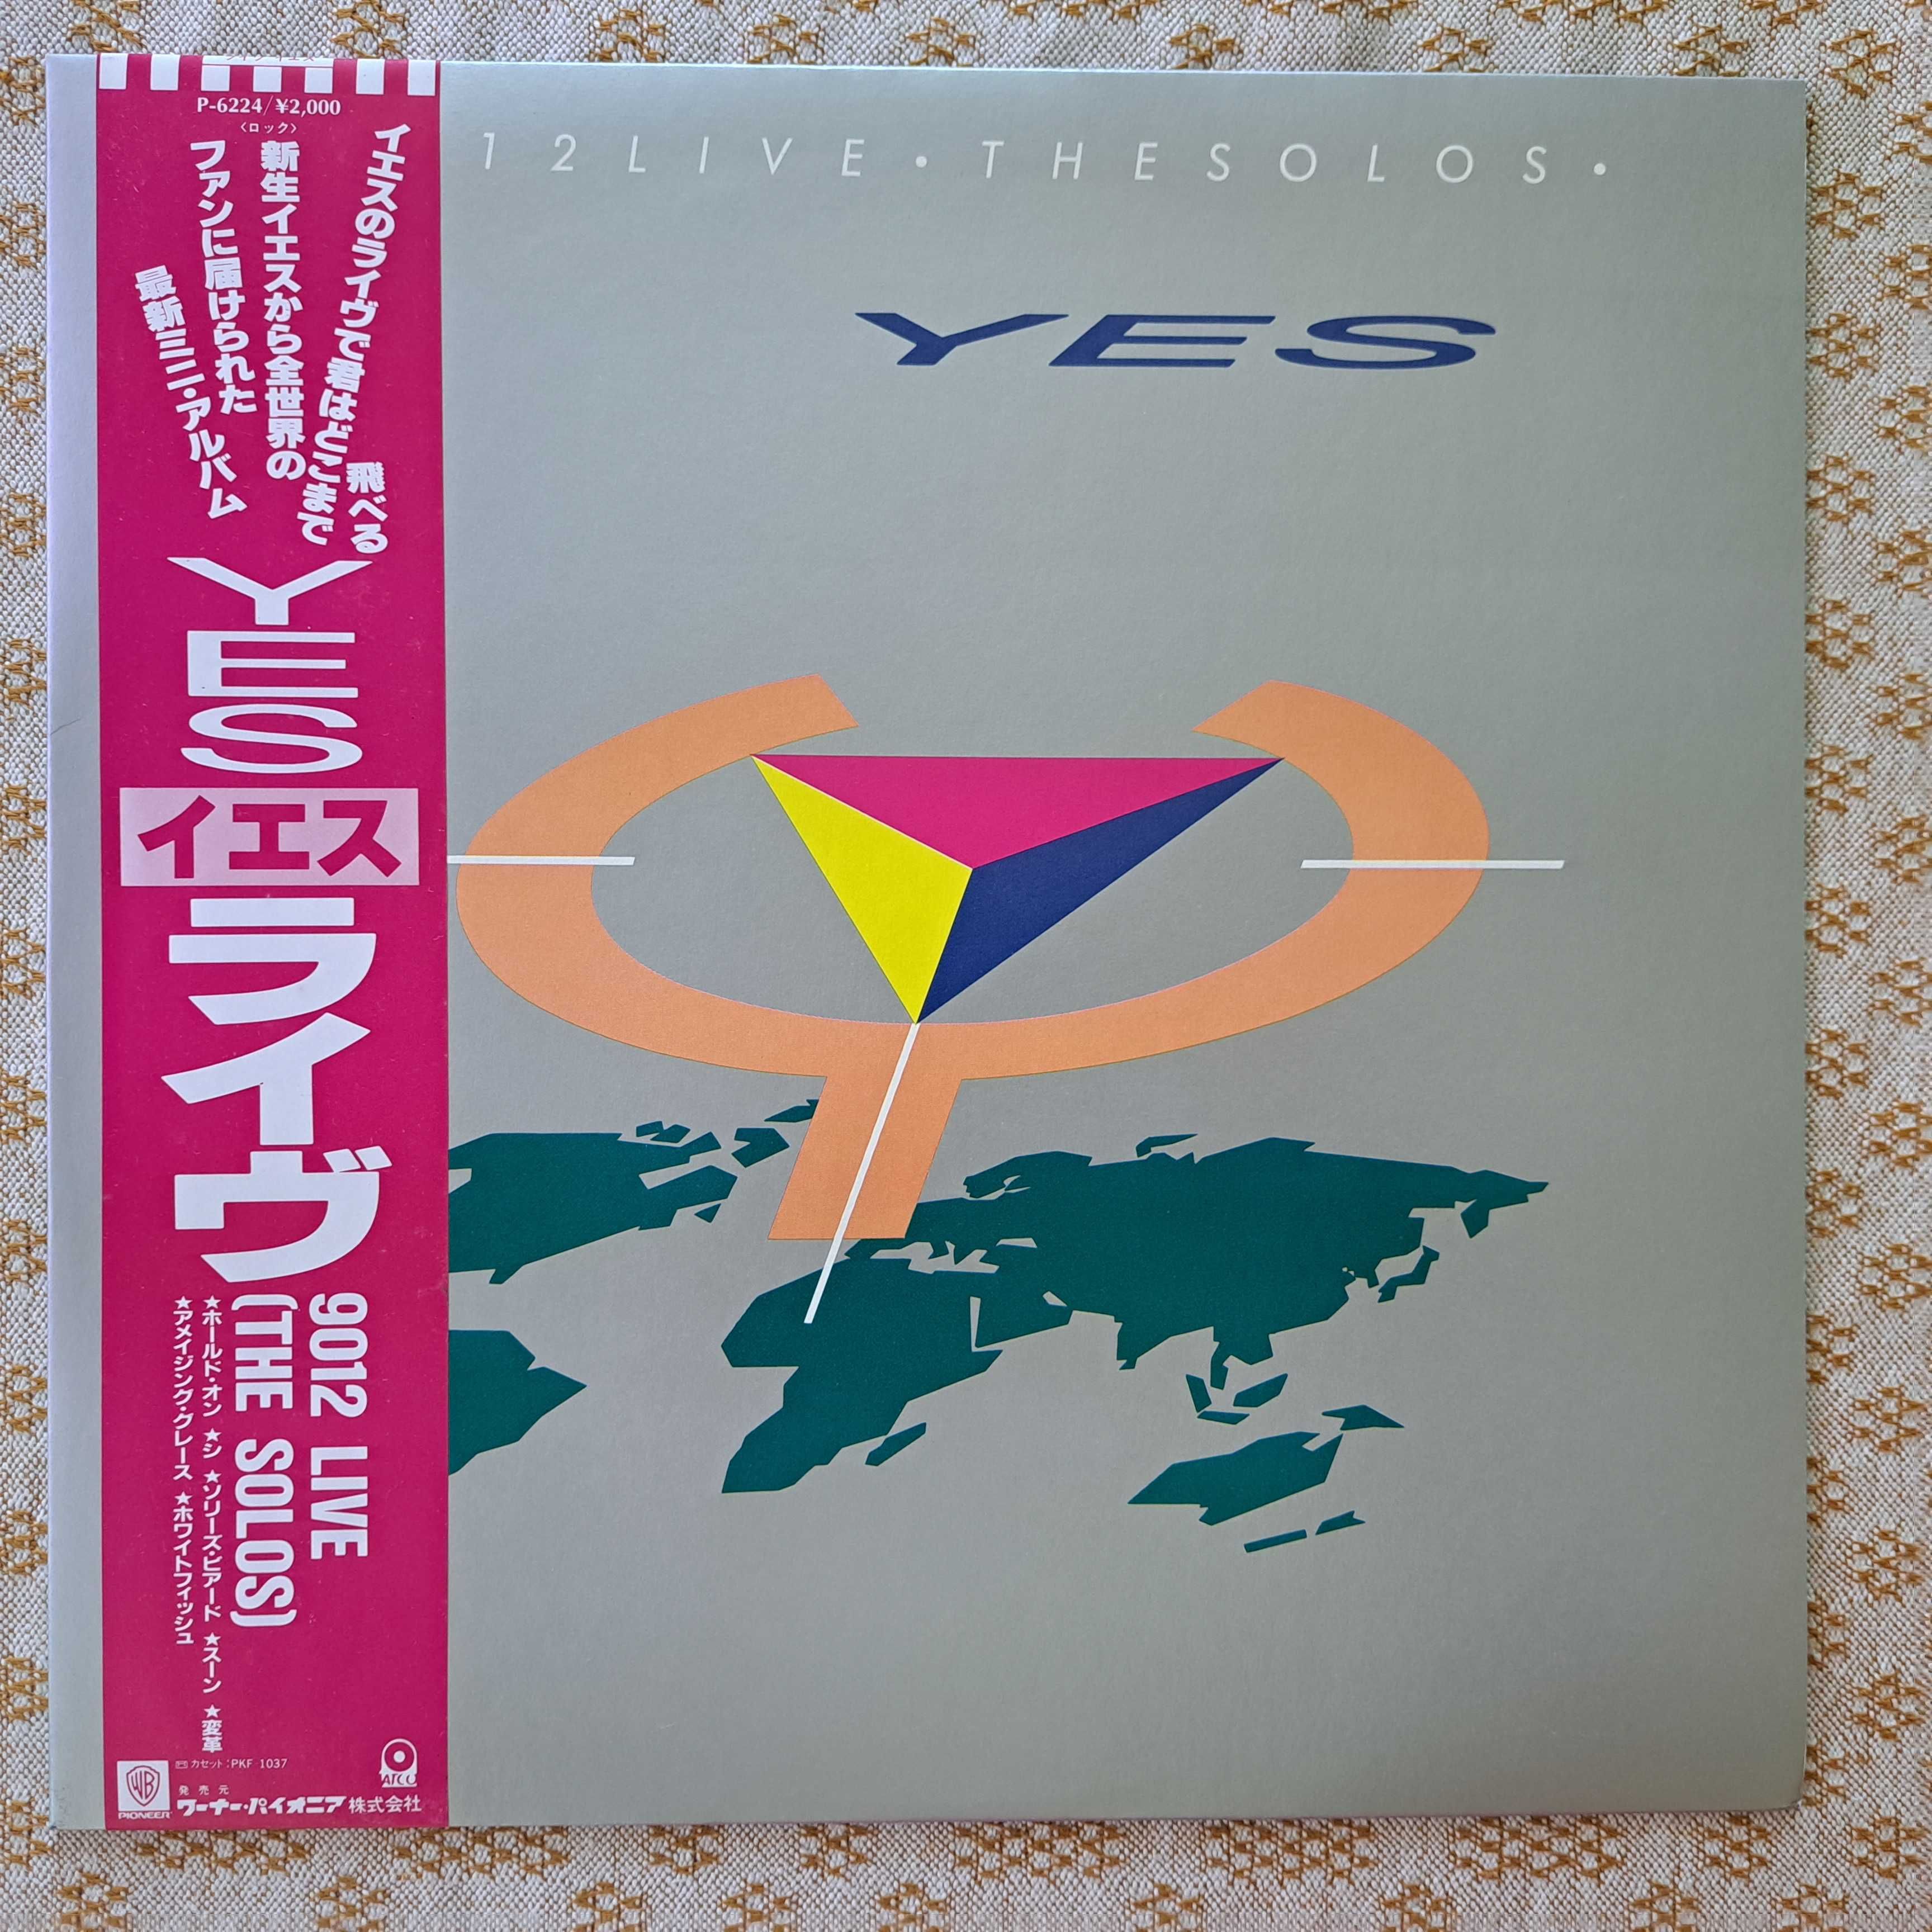 P-6224/¥2,000
〈ロック〉
イエスのライヴで君はどこまで
飛べる
新生イエスから全世界の
ファンに届けられた
最新ミニ・アルバム
YES
イエス
ライヴ
9012 LIVE
(THE SOLOS)
★ホールド・オン ★シ ★ソリーズ・ビアード ★スーン ★変革
★アメイジング・グレース ★ホワイトフィッシュ
カセット:PKF 1037
ATCO
WB
PIONEER
発売元
ワーナー・パイオニア株式会社
12LIVE·THESOLOS·
YES